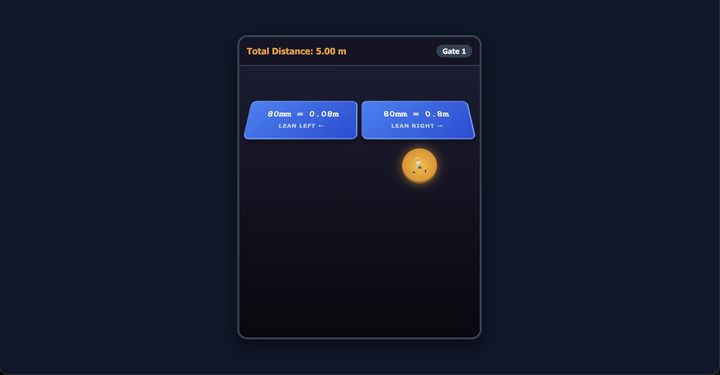 Total Distance: 5.00 m
Gate 1
80mm = 0.08m
LEAN LEFT ←
80mm = 0.8m
LEAN RIGHT →